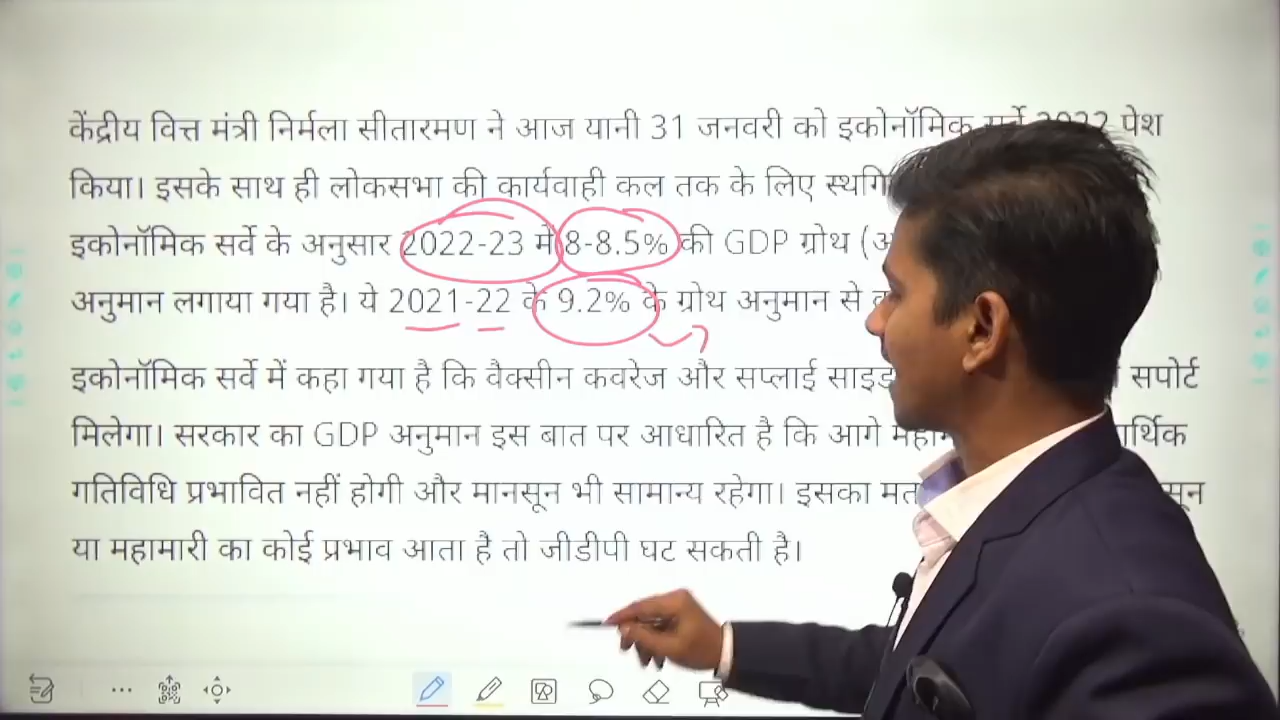 केंद्रीय वित्त मंत्री निर्मला सीतारमण ने आज यानी 31 जनवरी को इकोनॉमिक सर्वे 2022 पेश
किया। इसके साथ ही लोकसभा की कार्यवाही कल तक के लिए
इकोनॉमिक सर्वे के अनुसार 2022-23 में 8-8.5% की GDP ग्रोथ
अनुमान लगाया गया है। ये 2021-22 के 9.2% के ग्रोथ अनुमान से
इकोनॉमिक सर्वे में कहा गया है कि वैक्सीन कवरेज और सप्लाई साइड सपोर्ट
मिलेगा। सरकार का GDP अनुमान इस बात पर आधारित है कि आगे
गतिविधि प्रभावित नहीं होगी और मानसून भी सामान्य रहेगा। इसका
या महामारी का कोई प्रभाव आता है तो जीडीपी घट सकती है।